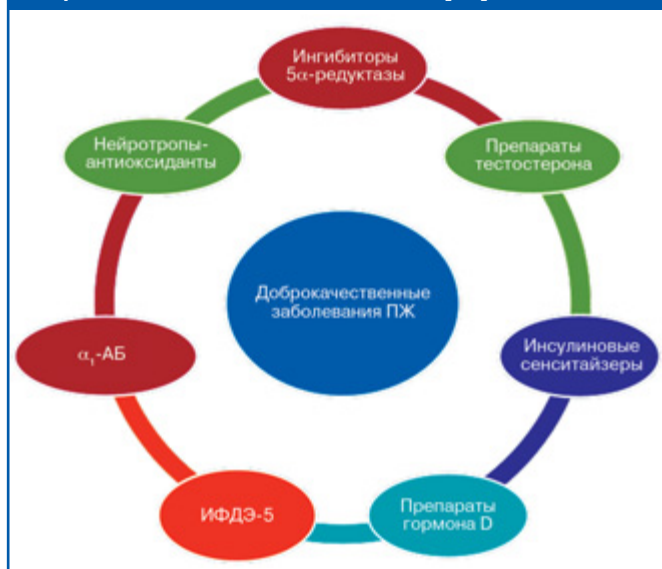 Ингибиторы
5α-редуктазы
Препараты
тестостерона
Инсулиновые
сенситайзеры
Препараты
гормона D
ИФДЭ-5
α₁-АБ
Нейротропы-
антиоксиданты
Доброкачественные
заболевания ПЖ